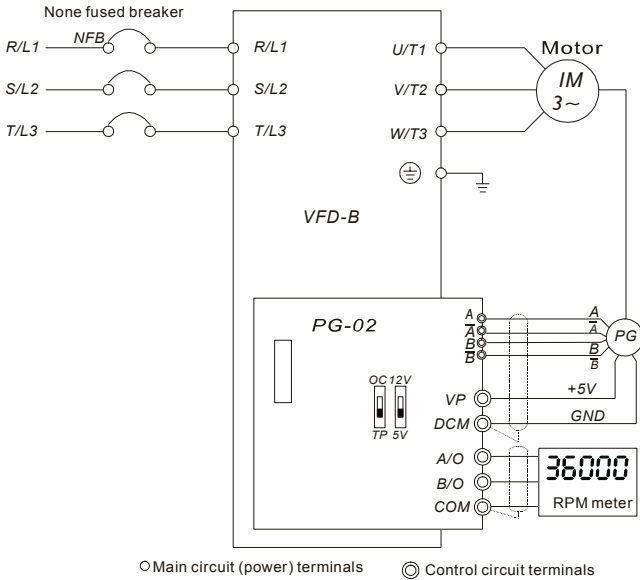 None fused breaker
R/L1 NFB R/L1 U/T1 Motor
S/L2 S/L2 V/T2 IM
3~
T/L3 T/L3 W/T3
VFD-B
PG-02 A A
A̅ A̅ PG
B B
B̅ B̅
OC 12V VP +5V
TP 5V DCM GND
A/O 36000
B/O
COM RPM meter
Main circuit (power) terminals Control circuit terminals